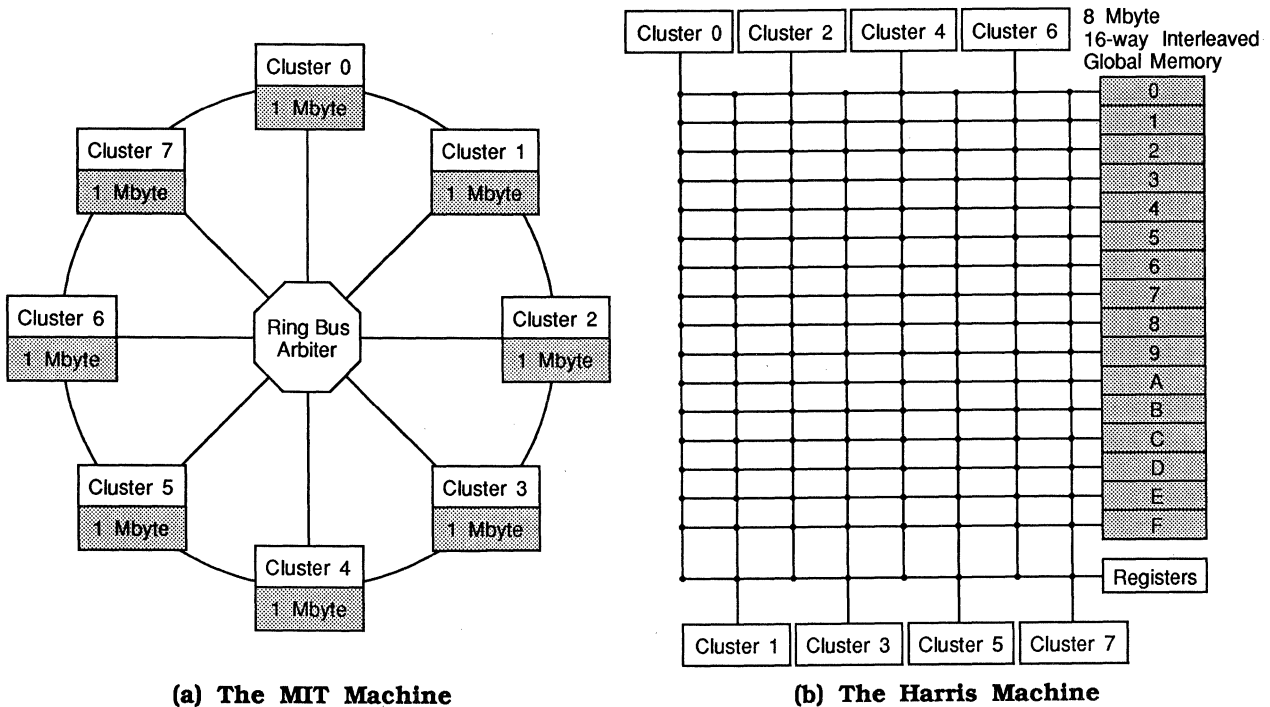 Cluster 0
1 Mbyte
Cluster 7
1 Mbyte
Cluster 1
1 Mbyte
Cluster 6
1 Mbyte
Ring Bus
Arbiter
Cluster 2
1 Mbyte
Cluster 5
1 Mbyte
Cluster 3
1 Mbyte
Cluster 4
1 Mbyte
(a) The MIT Machine
Cluster 0
Cluster 2
Cluster 4
Cluster 6
8 Mbyte
16-way Interleaved
Global Memory
0
1
2
3
4
5
6
7
8
9
A
B
C
D
E
F
Registers
Cluster 1
Cluster 3
Cluster 5
Cluster 7
(b) The Harris Machine